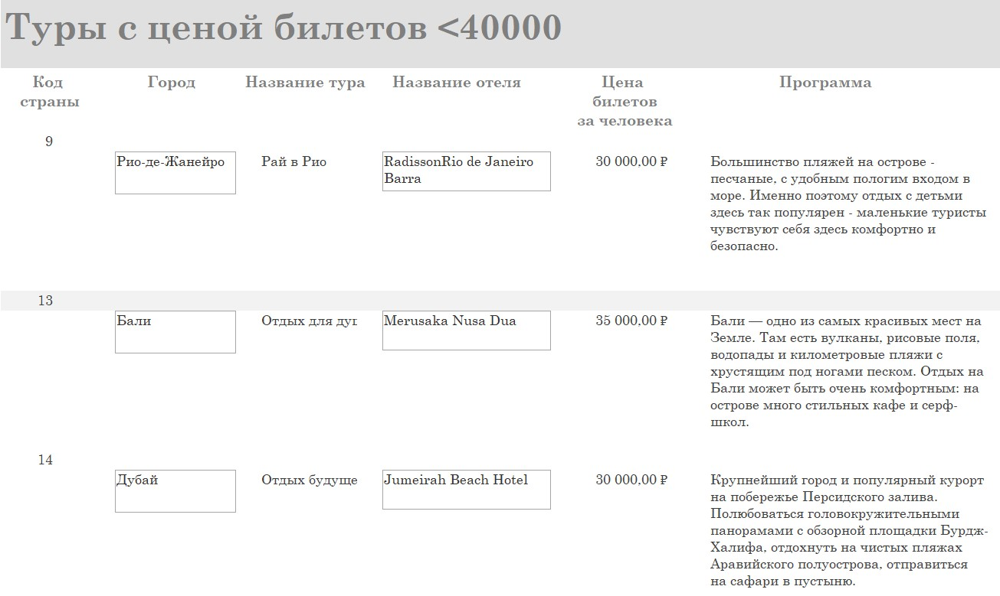 Туры с ценой билетов <40000
Код Город Название тура Название отеля Цена Программа
страны билетов
за человека
9
Рио-де-Жанейро Рай в Рио RadissonRio de Janeiro 30 000,00 ₽ Большинство пляжей на острове -
Barra песчаные, с удобным пологим входом в
море. Именно поэтому отдых с детьми
здесь так популярен - маленькие туристы
чувствуют себя здесь комфортно и
безопасно.
13
Бали Отдых для Merusaka Nusa Dua 35 000,00 ₽ Бали — одно из самых красивых мест на
Земле. Там есть вулканы, рисовые поля,
водопады и километровые пляжи с
хрустящим под ногами песком. Отдых на
Бали может быть очень комфортным: на
острове много стильных кафе и серф-
школ.
14
Дубай Отдых будуще Jumeirah Beach Hotel 30 000,00 ₽ Крупнейший город и популярный курорт
на побережье Персидского залива.
Полюбоваться головокружительными
панорамами с обзорной площадки Бурдж-
Халифа, отдохнуть на чистых пляжах
Аравийского полуострова, отправиться
на сафари в пустыню.